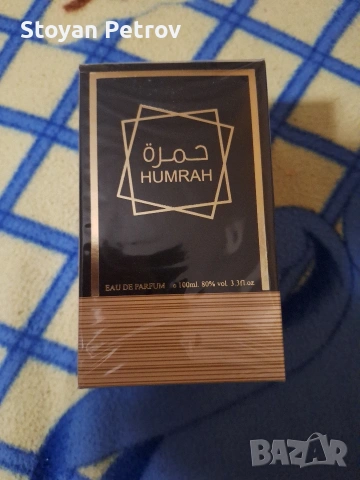 Stoyan Petrov
حمرة
HUMRAH
EAU DE PARFUM e 100ml. 80% vol. 3.3fl.oz
BAZAR